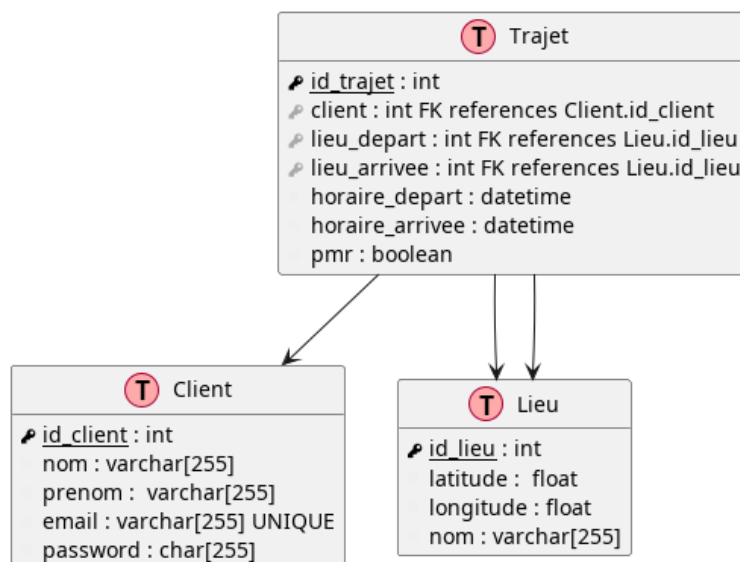 T Trajet
id_trajet : int
client : int FK references Client.id_client
lieu_depart : int FK references Lieu.id_lieu
lieu_arrivee : int FK references Lieu.id_lieu
horaire_depart : datetime
horaire_arrivee : datetime
pmr : boolean
T Client
id_client : int
nom : varchar[255]
prenom :  varchar[255]
email : varchar[255] UNIQUE
password : char[255]
T Lieu
id_lieu : int
latitude :  float
longitude : float
nom : varchar[255]